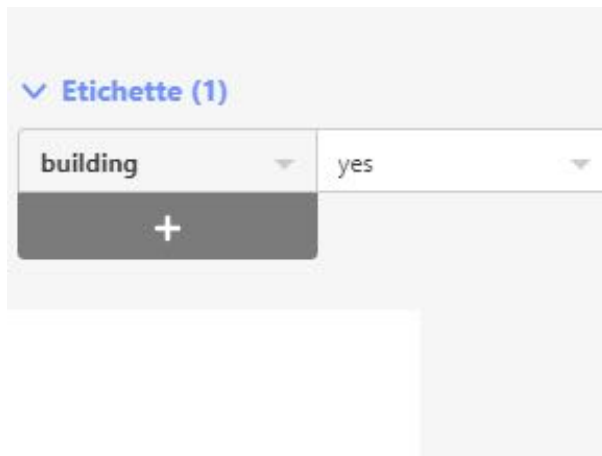 Etichette (1)
building yes
+